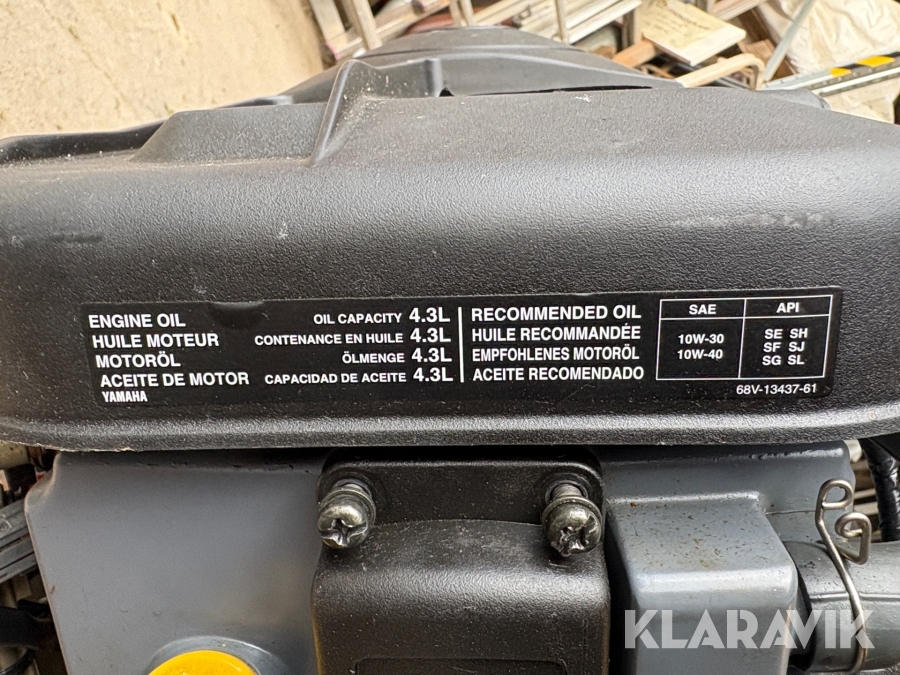 ENGINE OIL OIL CAPACITY 4.3L
HUILE MOTEUR CONTENANCE EN HUILE 4.3L
MOTORÖL ÖLMENGE 4.3L
ACEITE DE MOTOR CAPACIDAD DE ACEITE 4.3L
YAMAHA
RECOMMENDED OIL
HUILE RECOMMANDÉE
EMPFOHLENES MOTORÖL
ACEITE RECOMENDADO
SAE API
10W-30 SE SH
10W-40 SF SJ
SG SL
68V-13437-61
KLARAVIK